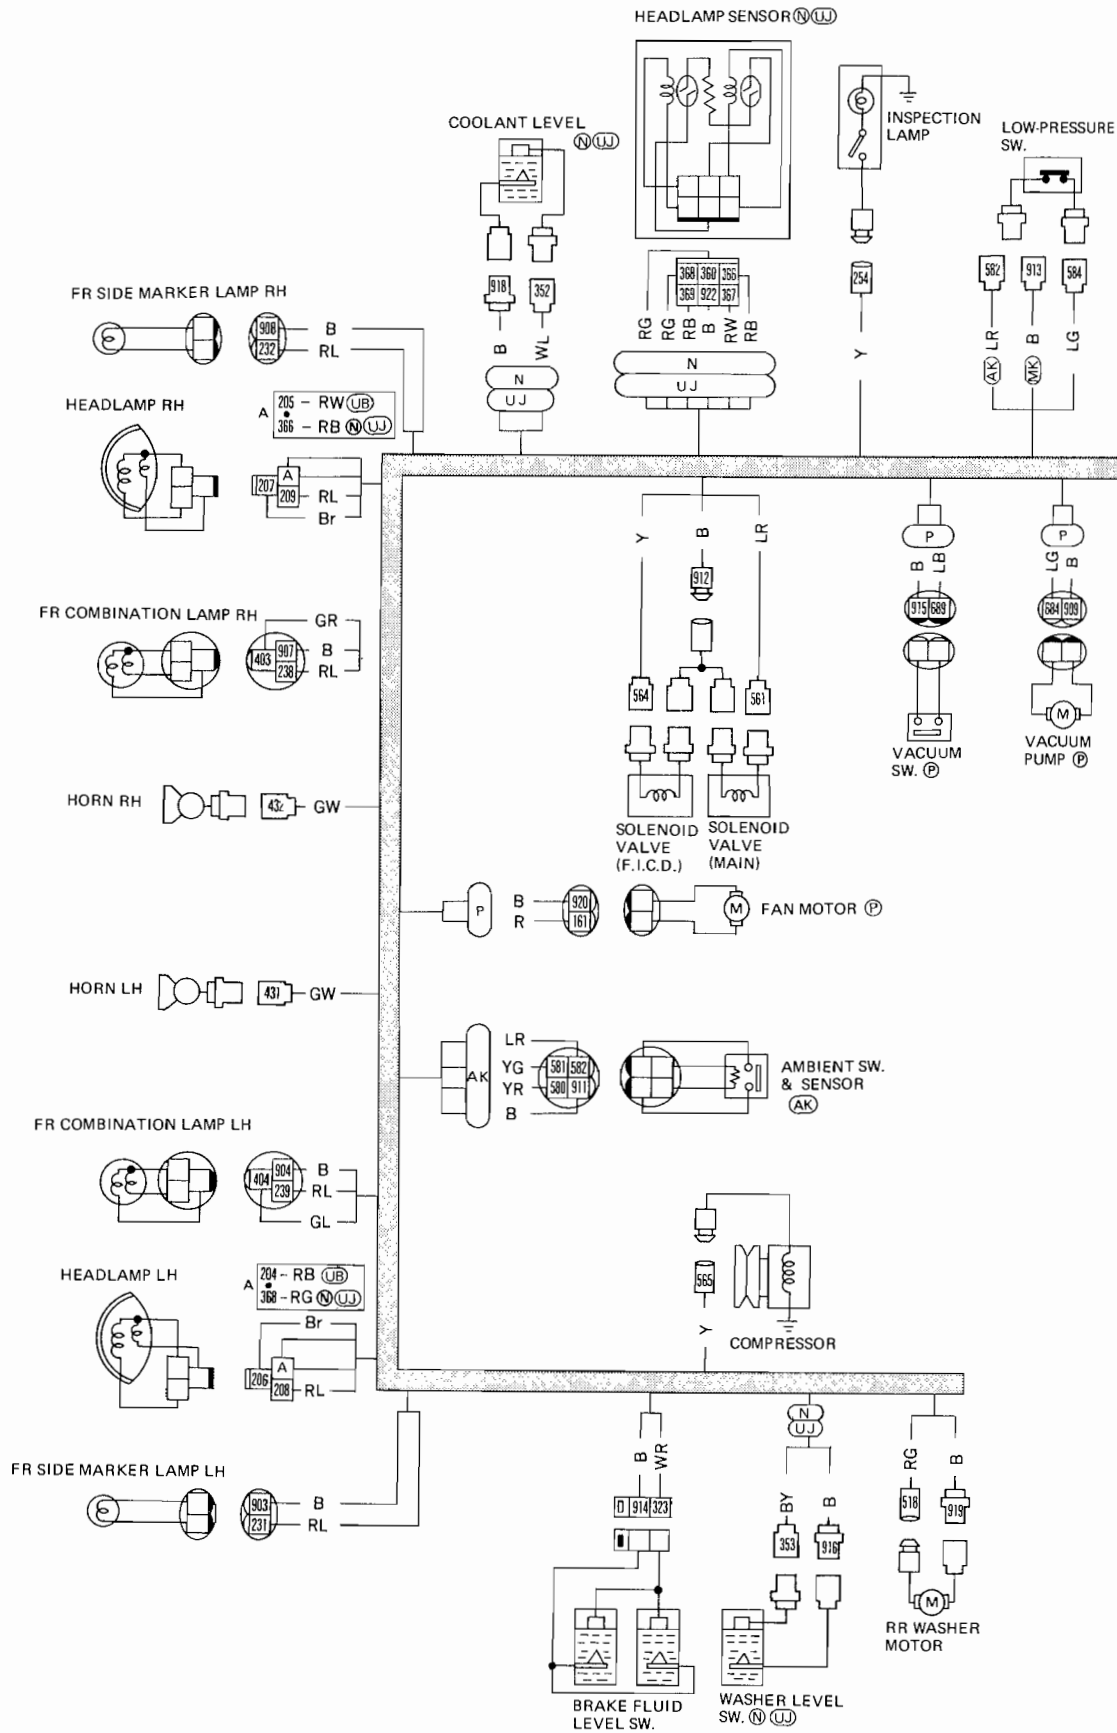 HEADLAMP SENSOR Ⓝ UJ
COOLANT LEVEL
Ⓝ UJ
INSPECTION
LAMP
LOW-PRESSURE
SW.
918
352
B
WL
N
UJ
368 360 366
369 922 367
RG RG RB B RW RB
N
UJ
254
Y
582 913 584
LR B LG
AK MK
FR SIDE MARKER LAMP RH
908
232
B
RL
HEADLAMP RH
A
205 – RW UB
366 – RB Ⓝ UJ
A
207
209
RL
Br
FR COMBINATION LAMP RH
GR
403
907
238
B
RL
Y B LR
912
564
561
SOLENOID
VALVE
(F.I.C.D.)
SOLENOID
VALVE
(MAIN)
P
B LB
915 689
VACUUM
SW. Ⓟ
P
LG B
684 909
M
VACUUM
PUMP Ⓟ
HORN RH
432
GW
P
B
R
920
161
M
FAN MOTOR Ⓟ
HORN LH
431
GW
AK
LR
YG
YR
B
581 582
580 911
AMBIENT SW.
& SENSOR
AK
FR COMBINATION LAMP LH
404
904
239
B
RL
GL
HEADLAMP LH
A
204 – RB UB
368 – RG Ⓝ UJ
Br
A
206
208
RL
565
Y
COMPRESSOR
FR SIDE MARKER LAMP LH
903
231
B
RL
B WR
914 323
BRAKE FLUID
LEVEL SW.
N
UJ
BY B
353 916
WASHER LEVEL
SW. Ⓝ UJ
RG B
518 919
M
RR WASHER
MOTOR